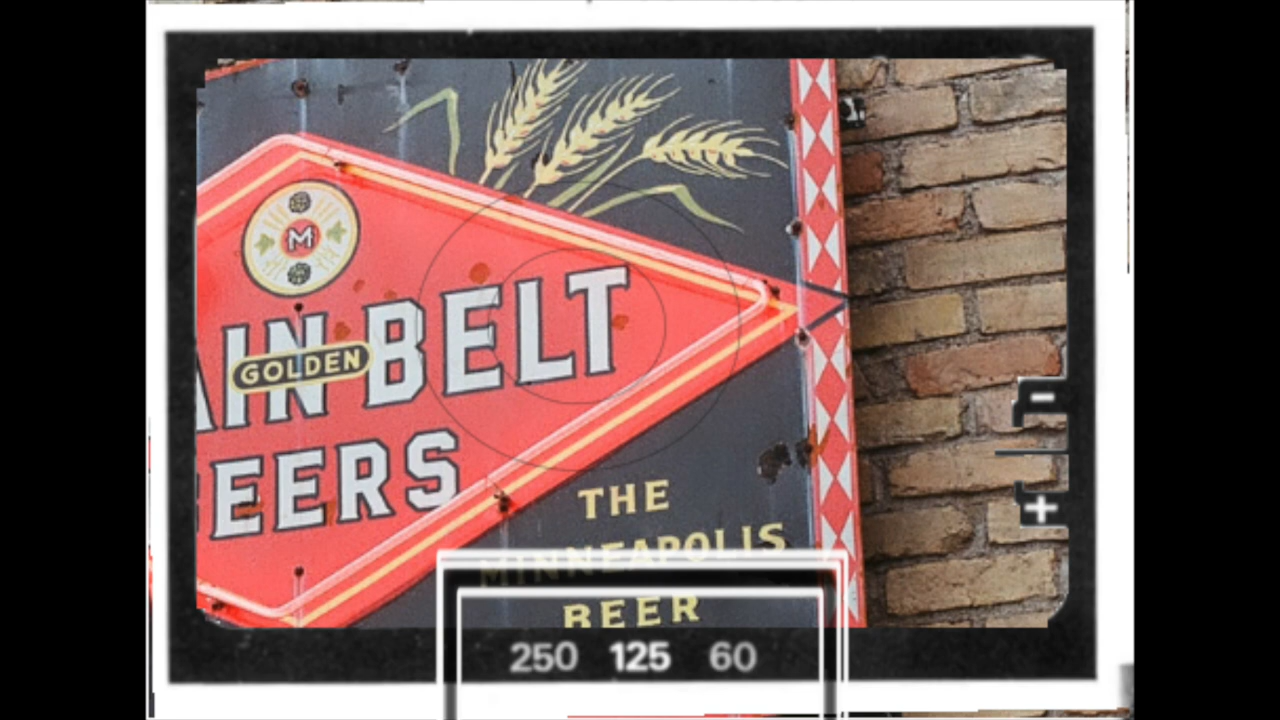 M
AIN BELT
GOLDEN
EERS
THE
MINNEAPOLIS
BEER
-
+
250 125 60